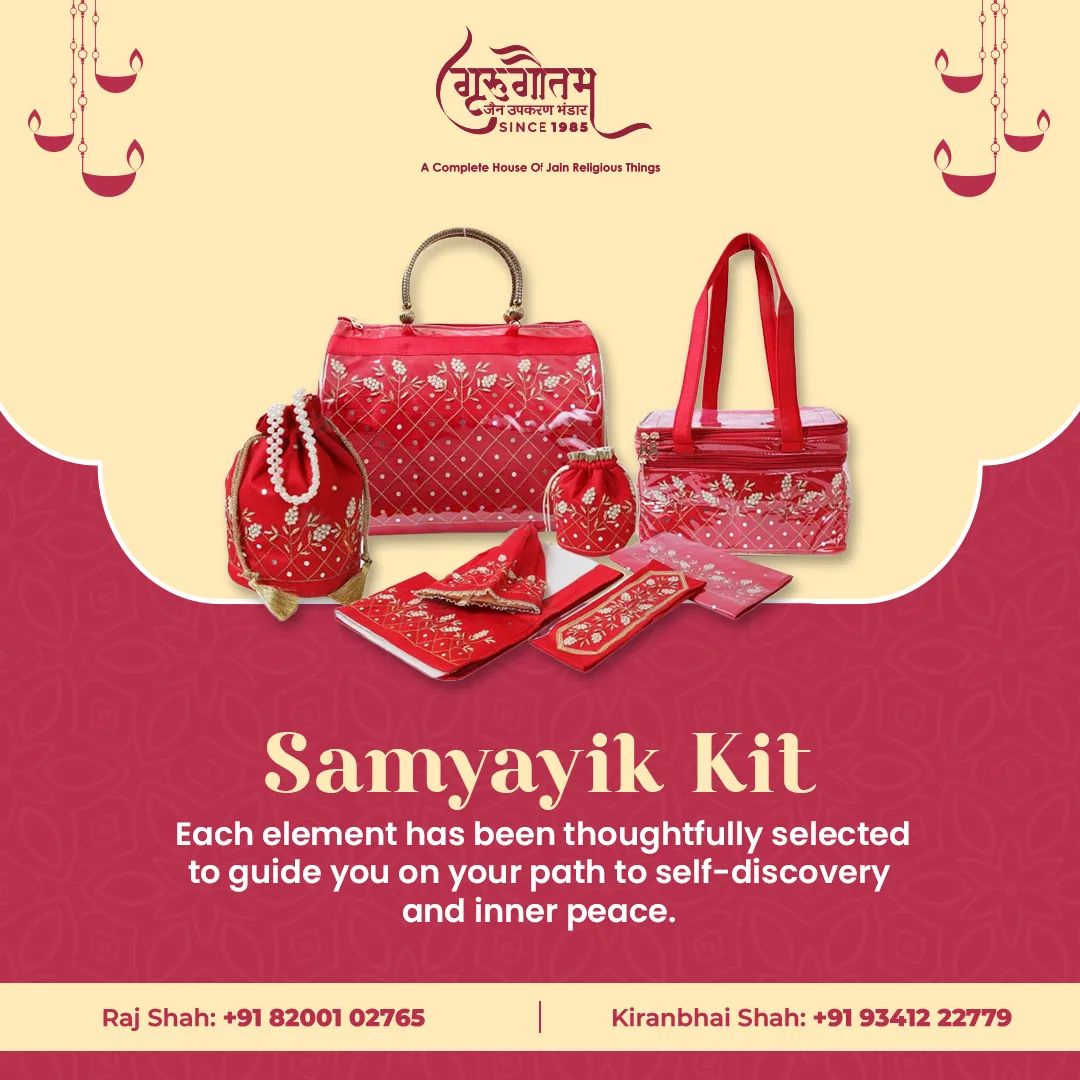 गुरुगौतम
जैन उपकरण भंडार
SINCE 1985
A Complete House Of Jain Religious Things
Samyayik Kit
Each element has been thoughtfully selected
to guide you on your path to self-discovery
and inner peace.
Raj Shah: +91 82001 02765
Kiranbhai Shah: +91 93412 22779